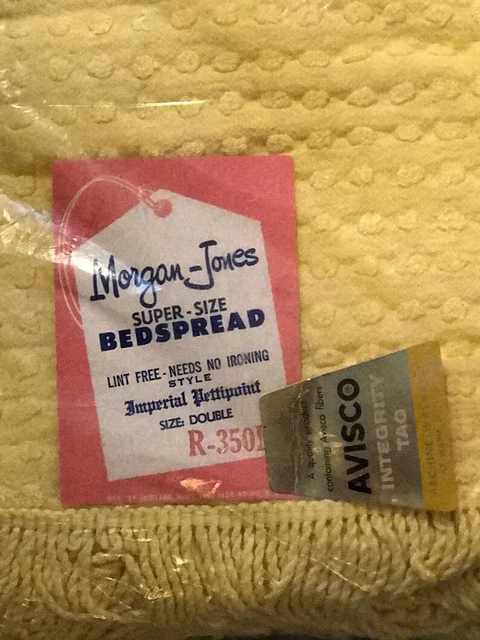 Morgan-Jones
SUPER-SIZE
BEDSPREAD
LINT FREE-NEEDS NO IRONING
STYLE
Imperial Pettipoint
SIZE: DOUBLE
R-350
A quality product
containing Avisco fibers
AVISCO
INTEGRITY
TAG